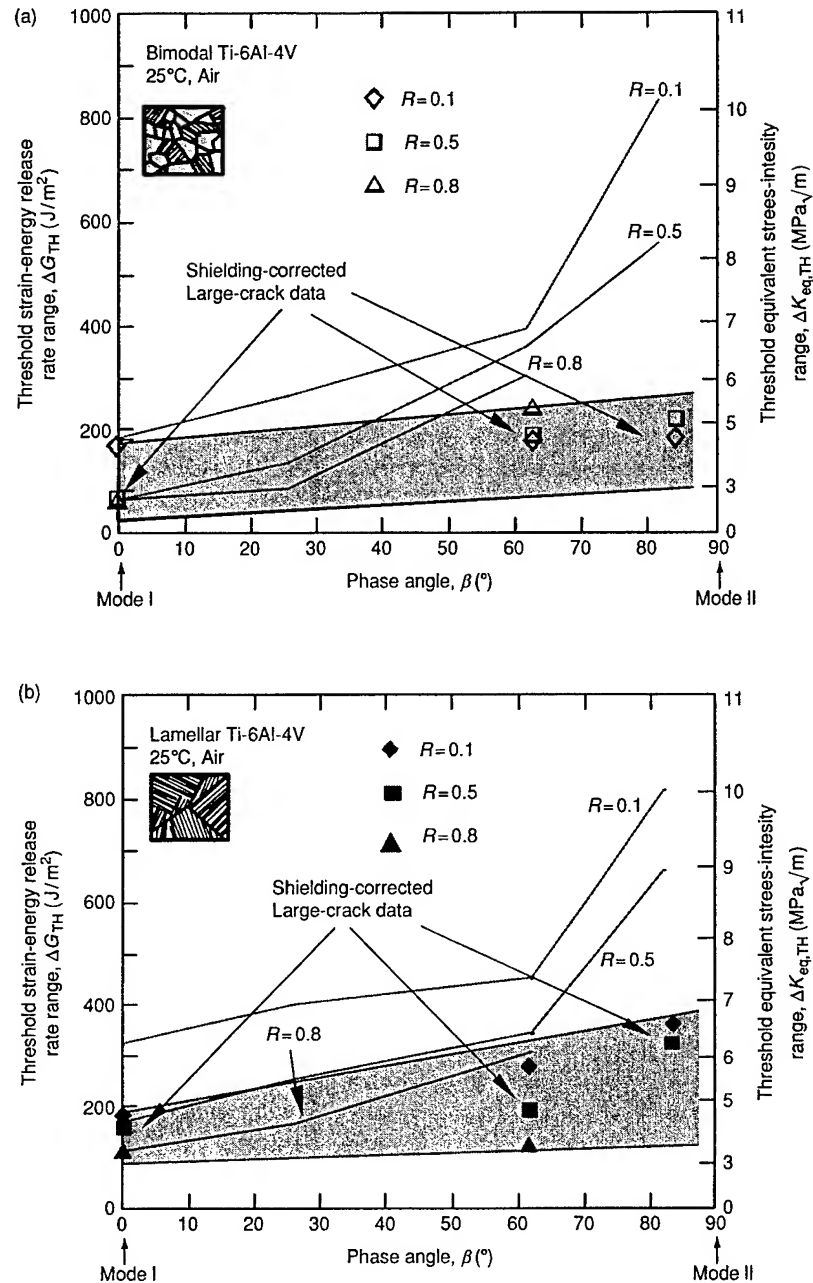 (a)
1000
800
600
400
200
0
Threshold strain-energy release
rate range, ΔG_TH (J/m²)
Bimodal Ti-6Al-4V
25°C, Air
R=0.1
R=0.5
R=0.8
R=0.1
R=0.5
R=0.8
Shielding-corrected
Large-crack data
11
10
9
8
7
6
5
3
0
Threshold equivalent strees-intesity
range, ΔK_eq,TH (MPa√m)
0 10 20 30 40 50 60 70 80 90
Phase angle, β (°)
Mode I
Mode II
(b)
1000
800
600
400
200
0
Threshold strain-energy release
rate range, ΔG_TH (J/m²)
Lamellar Ti-6Al-4V
25°C, Air
R=0.1
R=0.5
R=0.8
R=0.1
R=0.5
R=0.8
Shielding-corrected
Large-crack data
11
10
9
8
7
6
5
3
0
Threshold equivalent strees-intesity
range, ΔK_eq,TH (MPa√m)
0 10 20 30 40 50 60 70 80 90
Phase angle, β (°)
Mode I
Mode II